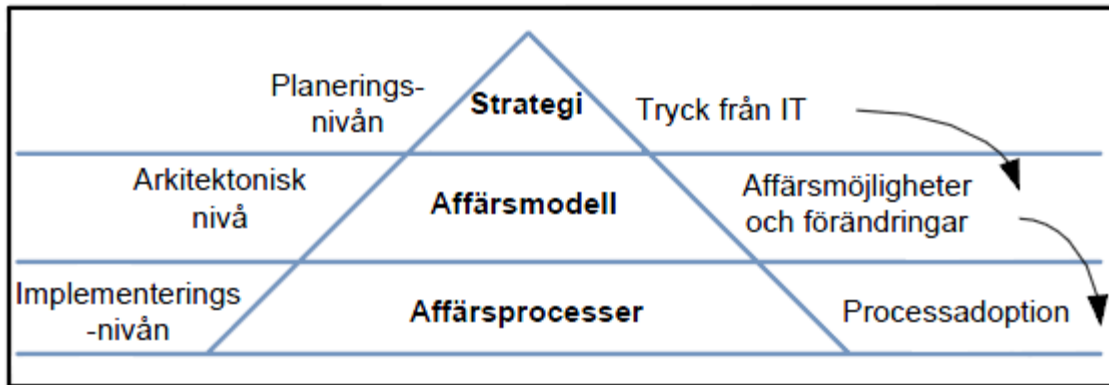 Planerings-
nivån
Strategi
Tryck från IT
Arkitektonisk
nivå
Affärsmodell
Affärsmöjligheter
och förändringar
Implementerings
-nivån
Affärsprocesser
Processadoption